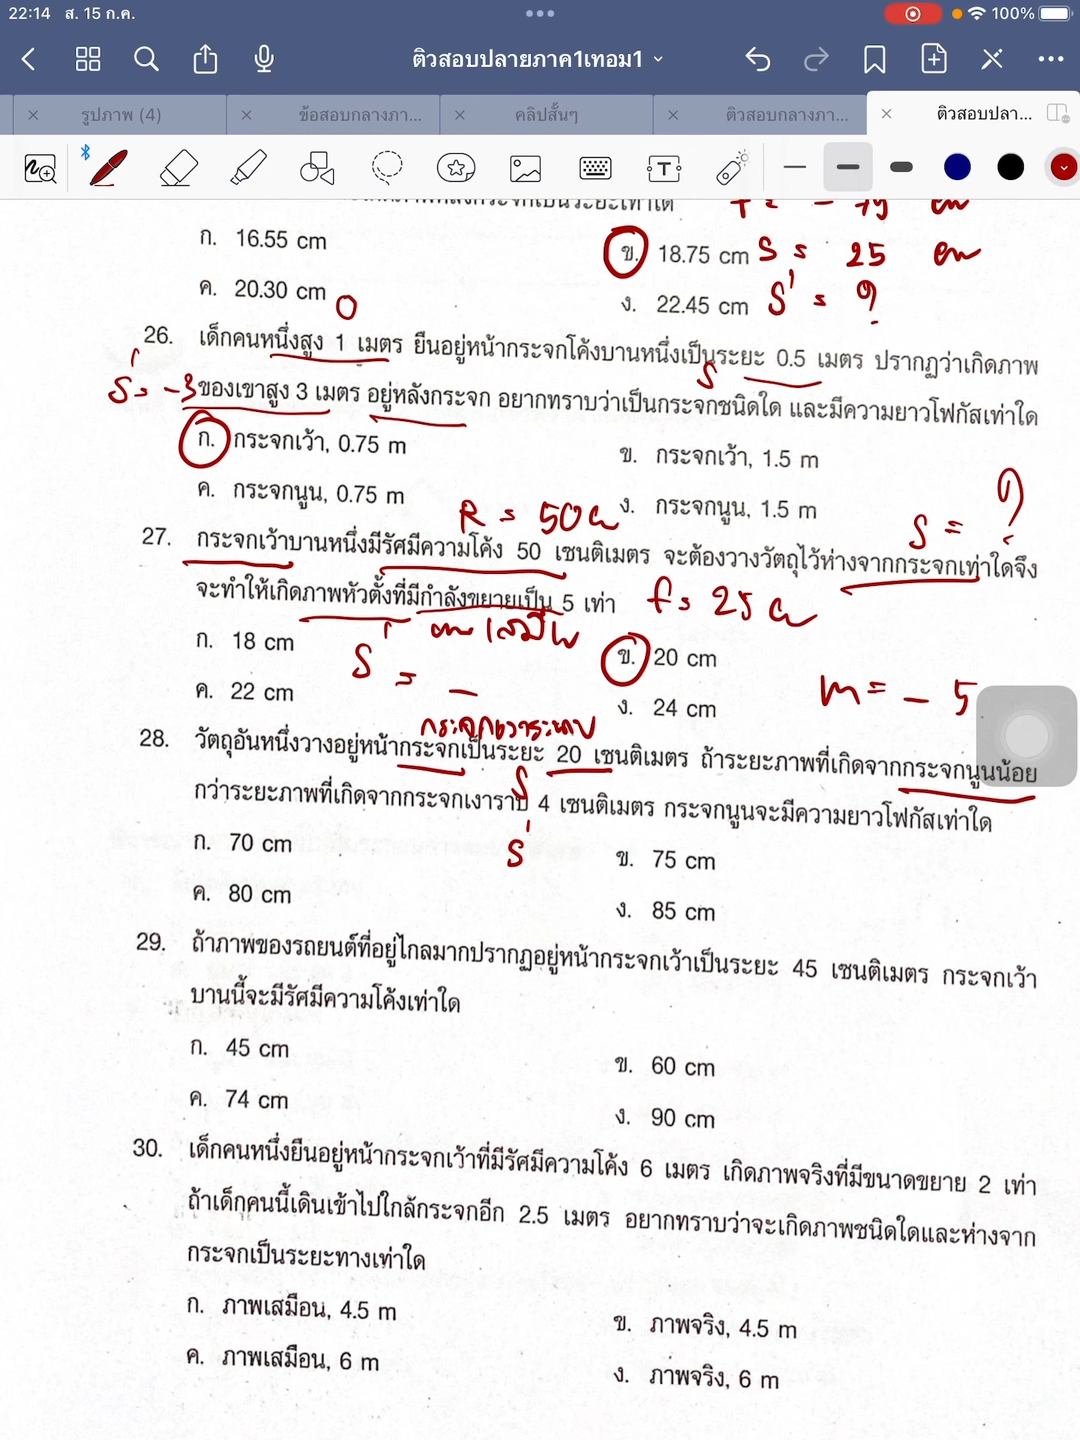 22:14 ส. 15 ก.ค.
100%
ติวสอบปลายภาค1เทอม1
รูปภาพ (4)
ข้อสอบกลางภา...
คลิปสั้นๆ
ติวสอบกลางภา...
ติวสอบปลา...
ก. 16.55 cm
ข. 18.75 cm S = 25 cm
ค. 20.30 cm
ง. 22.45 cm S' = ?
26. เด็กคนหนึ่งสูง 1 เมตร ยืนอยู่หน้ากระจกโค้งบานหนึ่งเป็นระยะ 0.5 เมตร ปรากฏว่าเกิดภาพ
S' = -3 ของเขาสูง 3 เมตร อยู่หลังกระจก อยากทราบว่าเป็นกระจกชนิดใด และมีความยาวโฟกัสเท่าใด
ก. กระจกเว้า, 0.75 m
ข. กระจกเว้า, 1.5 m
ค. กระจกนูน, 0.75 m
ง. กระจกนูน, 1.5 m
R = 50 S = ?
27. กระจกเว้าบานหนึ่งมีรัศมีความโค้ง 50 เซนติเมตร จะต้องวางวัตถุไว้ห่างจากกระจกเท่าใดจึง
จะทำให้เกิดภาพหัวตั้งที่มีกำลังขยายเป็น 5 เท่า f = 25
ก. 18 cm
ข. 20 cm
S' = -
m = - 5
ค. 22 cm
ง. 24 cm
กระจกเงาราบ
28. วัตถุอันหนึ่งวางอยู่หน้ากระจกเป็นระยะ 20 เซนติเมตร ถ้าระยะภาพที่เกิดจากกระจกนูนน้อย
S
กว่าระยะภาพที่เกิดจากกระจกเงาราบ 4 เซนติเมตร กระจกนูนจะมีความยาวโฟกัสเท่าใด
S'
ก. 70 cm
ข. 75 cm
ค. 80 cm
ง. 85 cm
29. ถ้าภาพของรถยนต์ที่อยู่ไกลมากปรากฏอยู่หน้ากระจกเว้าเป็นระยะ 45 เซนติเมตร กระจกเว้า
บานนี้จะมีรัศมีความโค้งเท่าใด
ก. 45 cm
ข. 60 cm
ค. 74 cm
ง. 90 cm
30. เด็กคนหนึ่งยืนอยู่หน้ากระจกเว้าที่มีรัศมีความโค้ง 6 เมตร เกิดภาพจริงที่มีขนาดขยาย 2 เท่า
ถ้าเด็กคนนี้เดินเข้าไปใกล้กระจกอีก 2.5 เมตร อยากทราบว่าจะเกิดภาพชนิดใดและห่างจาก
กระจกเป็นระยะทางเท่าใด
ก. ภาพเสมือน, 4.5 m
ข. ภาพจริง, 4.5 m
ค. ภาพเสมือน, 6 m
ง. ภาพจริง, 6 m